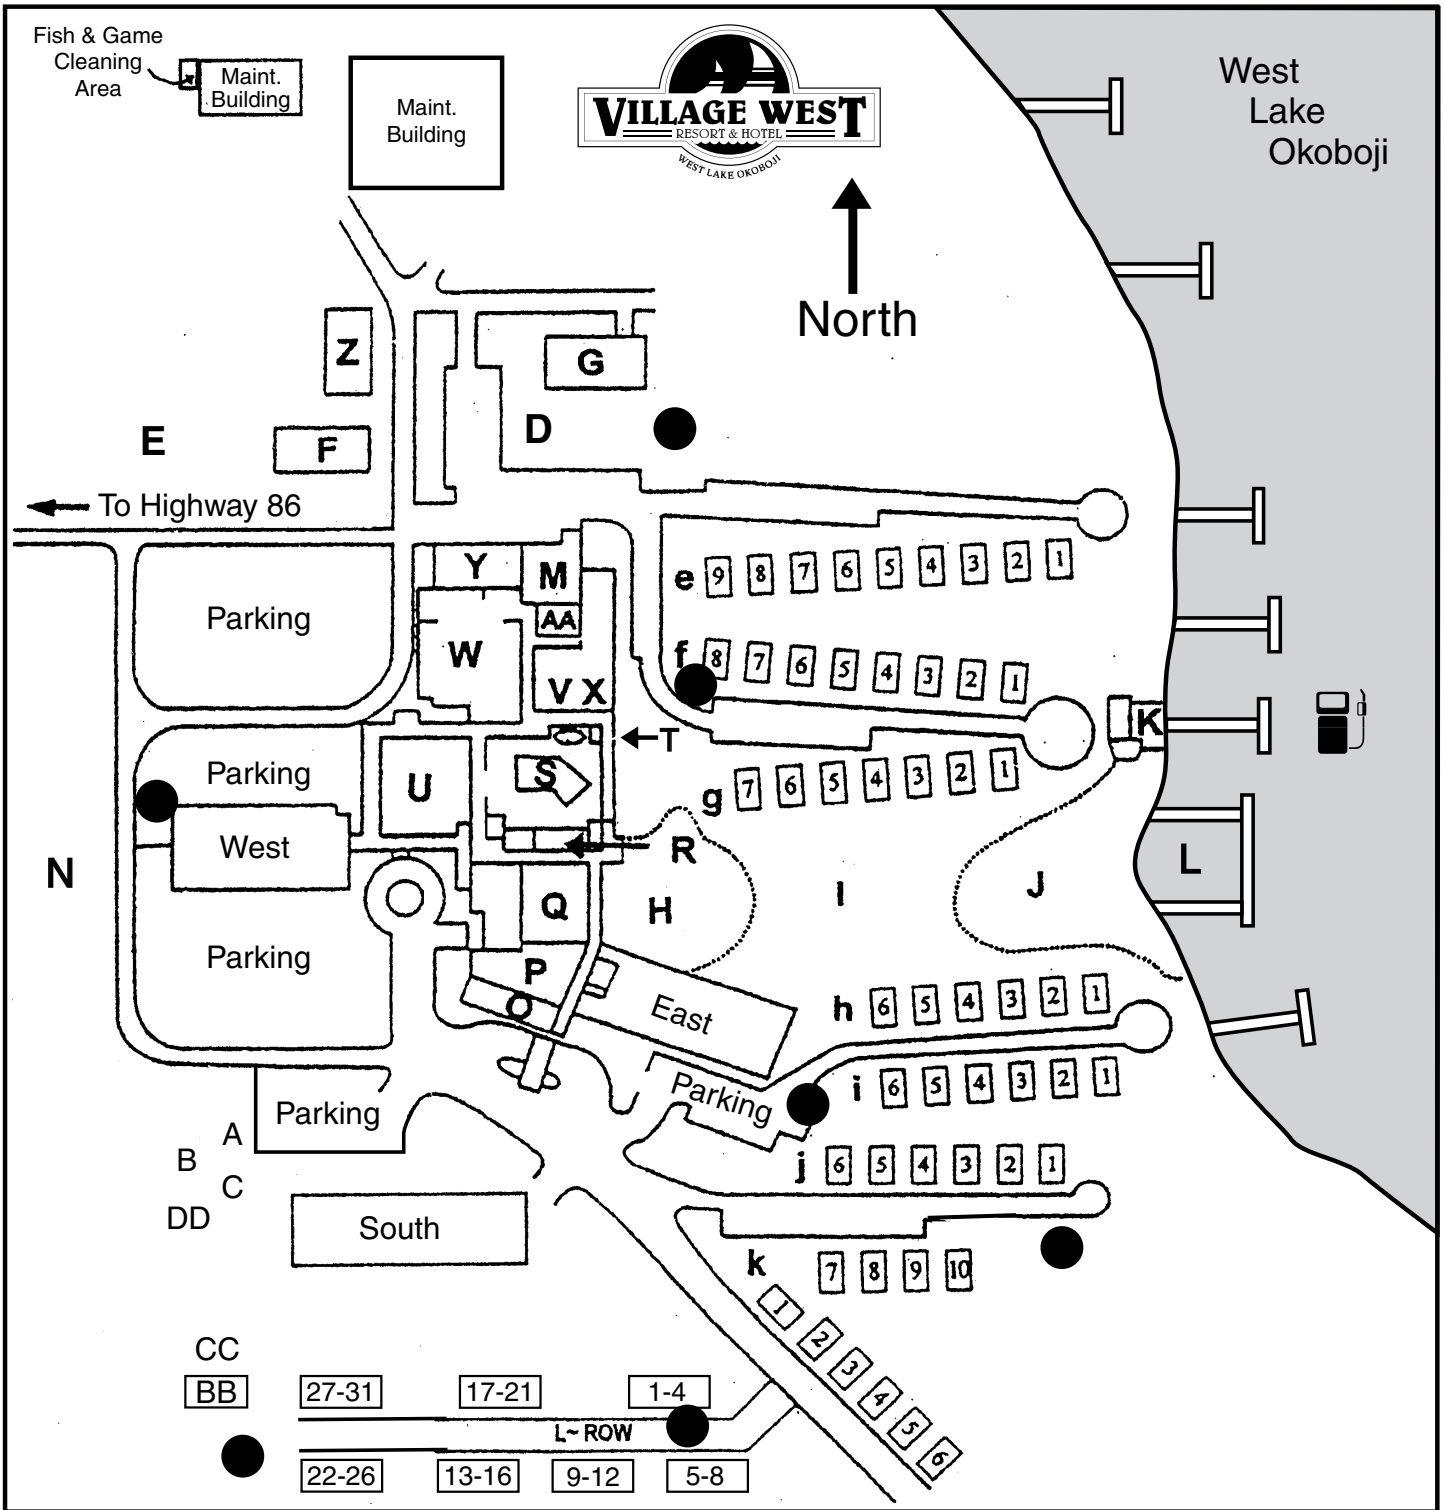 Fish & Game
Cleaning
Area
Maint.
Building
Maint.
Building
VILLAGE WEST
RESORT & HOTEL
WEST LAKE OKOBOJI
West
Lake
Okoboji
North
Z
G
E
F
D
To Highway 86
Y
M
AA
e 9 8 7 6 5 4 3 2 1
Parking
W
V X
f 8 7 6 5 4 3 2 1
K
T
Parking
U
S
g 7 6 5 4 3 2 1
West
N
R
L
Q
H
I
J
Parking
P
O
East
h 6 5 4 3 2 1
Parking
i 6 5 4 3 2 1
Parking
A
B
C
DD
j 6 5 4 3 2 1
South
k 7 8 9 10
1
2
3
4
5
6
CC
BB
27-31
17-21
1-4
L~ ROW
22-26
13-16
9-12
5-8